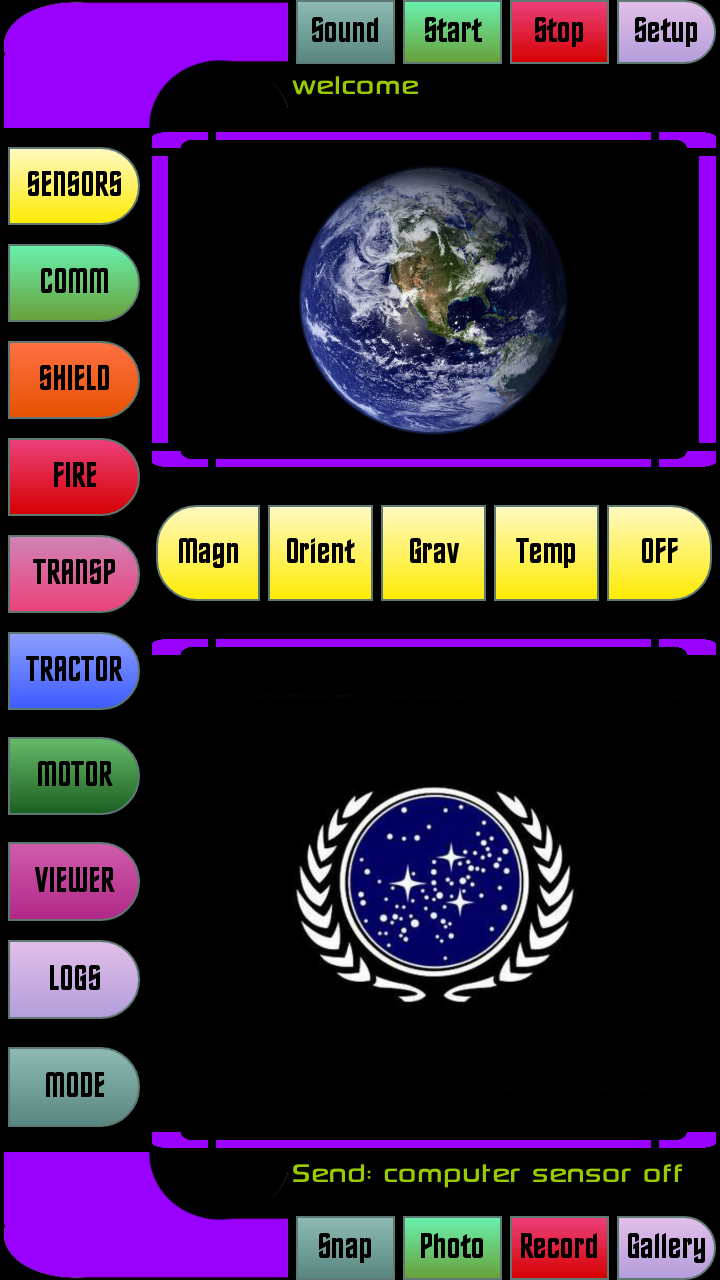 Sound Start Stop Setup
welcome
SENSORS
COMM
SHIELD
FIRE
TRANSP
TRACTOR
MOTOR
VIEWER
LOGS
MODE
Magn Orient Grav Temp OFF
Send: computer sensor off
Snap Photo Record Gallery